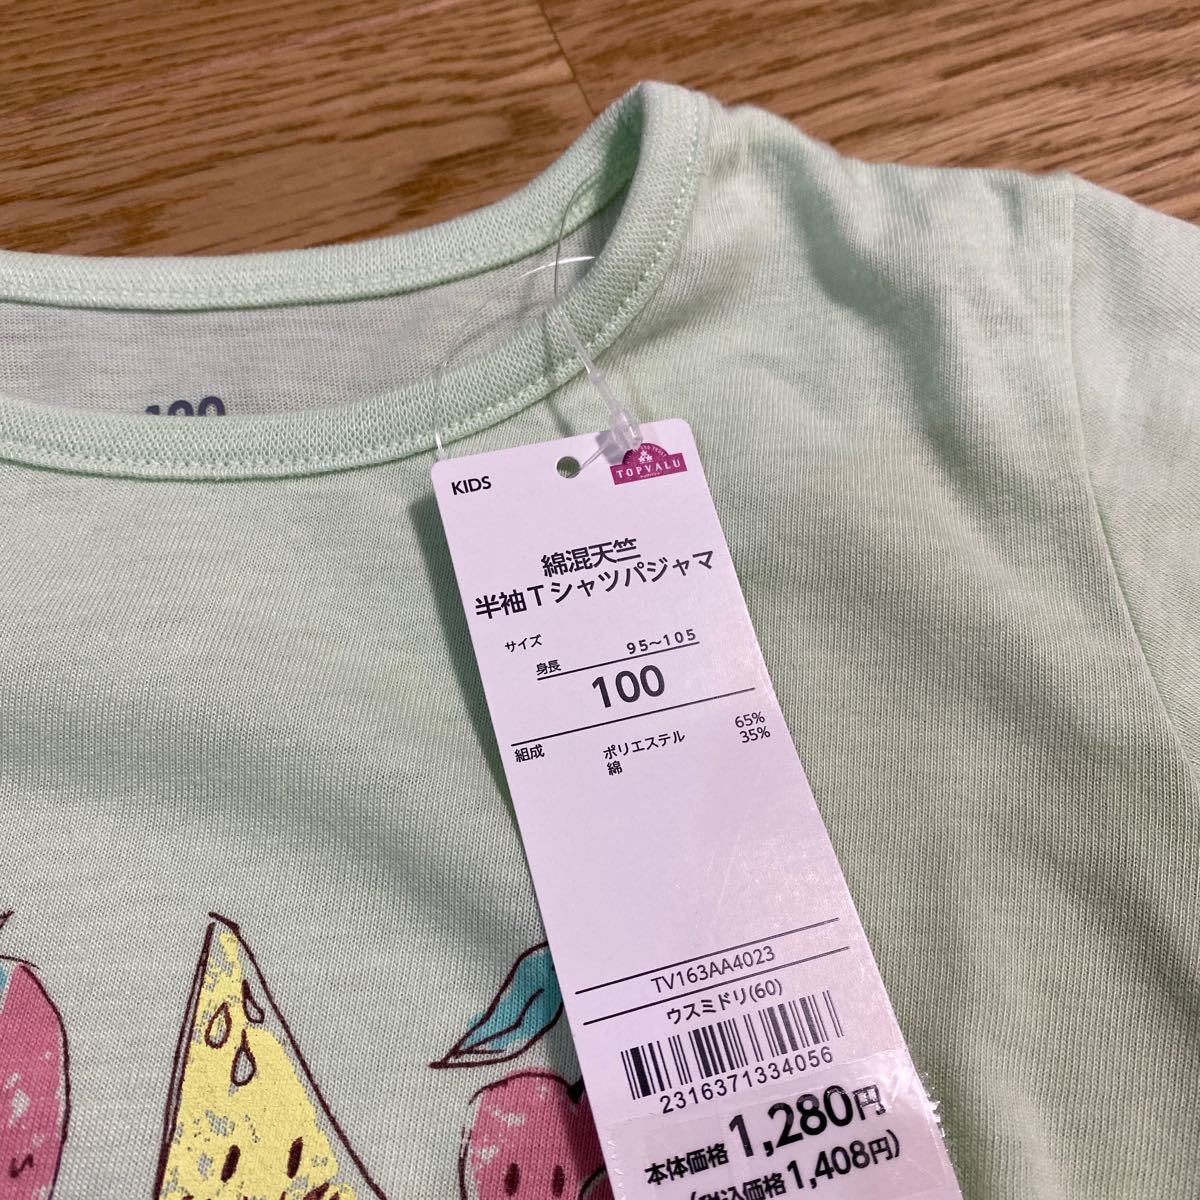 100
KIDS
TOPVALU
綿混天竺
半袖Tシャツパジャマ
サイズ
身長 95~105
100
組成 ポリエステル 65%
綿 35%
TV163AA4023
ウスミドリ(60)
2316371334056
本体価格1,280円
(税込価格1,408円)